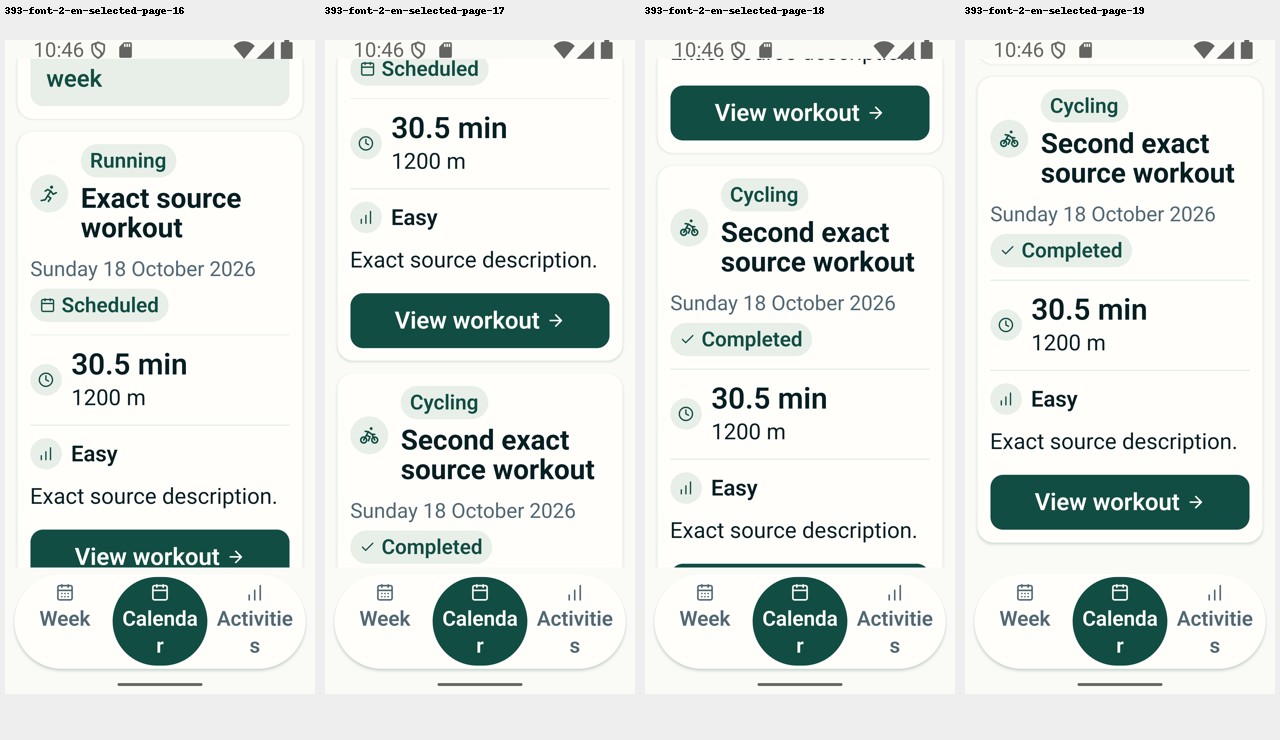 393-font-2-en-selected-page-16
10:46
week
Running
Exact source
workout
Sunday 18 October 2026
Scheduled
30.5 min
1200 m
Easy
Exact source description.
View workout →
Week
Calenda
r
Activitie
s
393-font-2-en-selected-page-17
10:46
Scheduled
30.5 min
1200 m
Easy
Exact source description.
View workout →
Cycling
Second exact
source workout
Sunday 18 October 2026
Completed
Week
Calenda
r
Activitie
s
393-font-2-en-selected-page-18
10:46
Exact source description.
View workout →
Cycling
Second exact
source workout
Sunday 18 October 2026
Completed
30.5 min
1200 m
Easy
Exact source description.
Week
Calenda
r
Activitie
s
393-font-2-en-selected-page-19
10:46
Cycling
Second exact
source workout
Sunday 18 October 2026
Completed
30.5 min
1200 m
Easy
Exact source description.
View workout →
Week
Calenda
r
Activitie
s